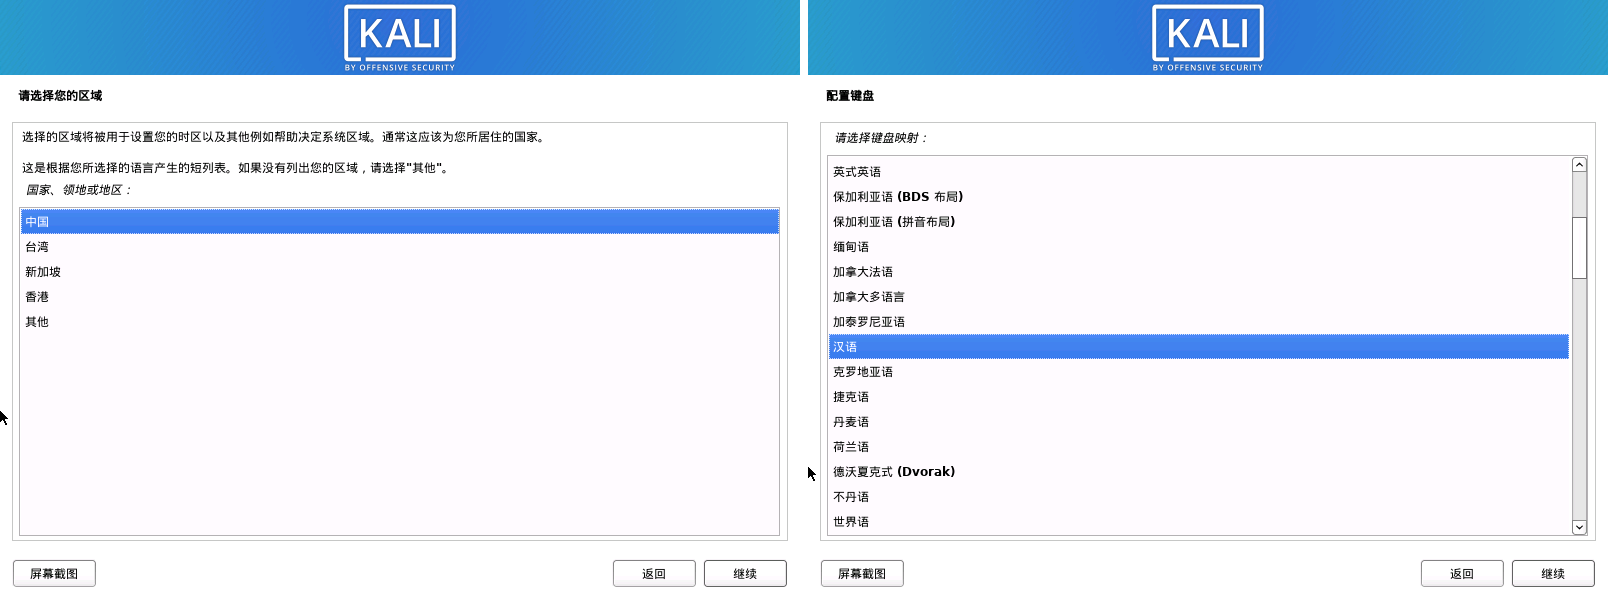 KALI
BY OFFENSIVE SECURITY
请选择您的区域
选择的区域将被用于设置您的时区以及其他例如帮助决定系统区域。通常这应该为您所居住的国家。
这是根据您所选择的语言产生的短列表。如果没有列出您的区域，请选择"其他"。
国家、领地或地区：
中国
台湾
新加坡
香港
其他
屏幕截图
返回
继续
KALI
BY OFFENSIVE SECURITY
配置键盘
请选择键盘映射：
英式英语
保加利亚语 (BDS 布局)
保加利亚语 (拼音布局)
缅甸语
加拿大法语
加拿大多语言
加泰罗尼亚语
汉语
克罗地亚语
捷克语
丹麦语
荷兰语
德沃夏克式 (Dvorak)
不丹语
世界语
屏幕截图
返回
继续